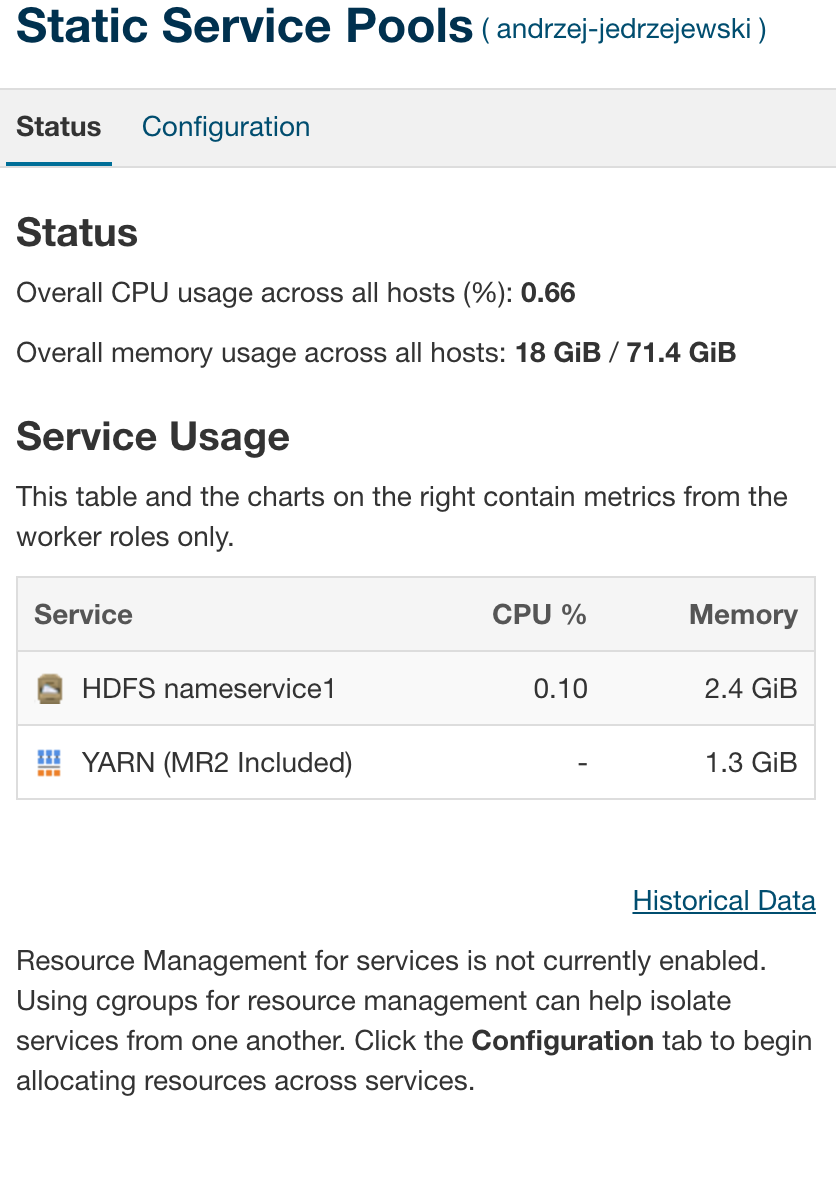 Static Service Pools ( andrzej-jedrzejewski )
Status Configuration
Status
Overall CPU usage across all hosts (%): 0.66
Overall memory usage across all hosts: 18 GiB / 71.4 GiB
Service Usage
This table and the charts on the right contain metrics from the
worker roles only.
Service CPU % Memory
HDFS nameservice1 0.10 2.4 GiB
YARN (MR2 Included) - 1.3 GiB
Historical Data
Resource Management for services is not currently enabled.
Using cgroups for resource management can help isolate
services from one another. Click the Configuration tab to begin
allocating resources across services.